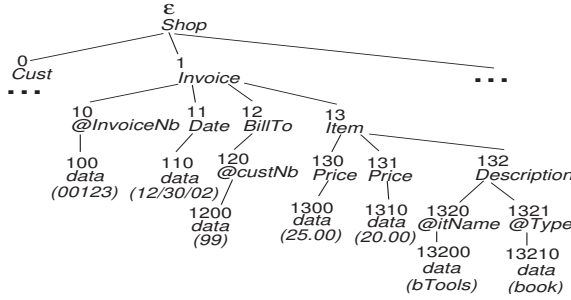 ε
Shop
0
Cust
1
Invoice
10 11 12 13
@InvoiceNb Date BillTo Item
100 110 120 130 131 132
data data @custNb Price Price Description
(00123) (12/30/02)
1200 1300 1310 1320 1321
data data data @itName @Type
(99) (25.00) (20.00)
13200 13210
data data
(bTools) (book)